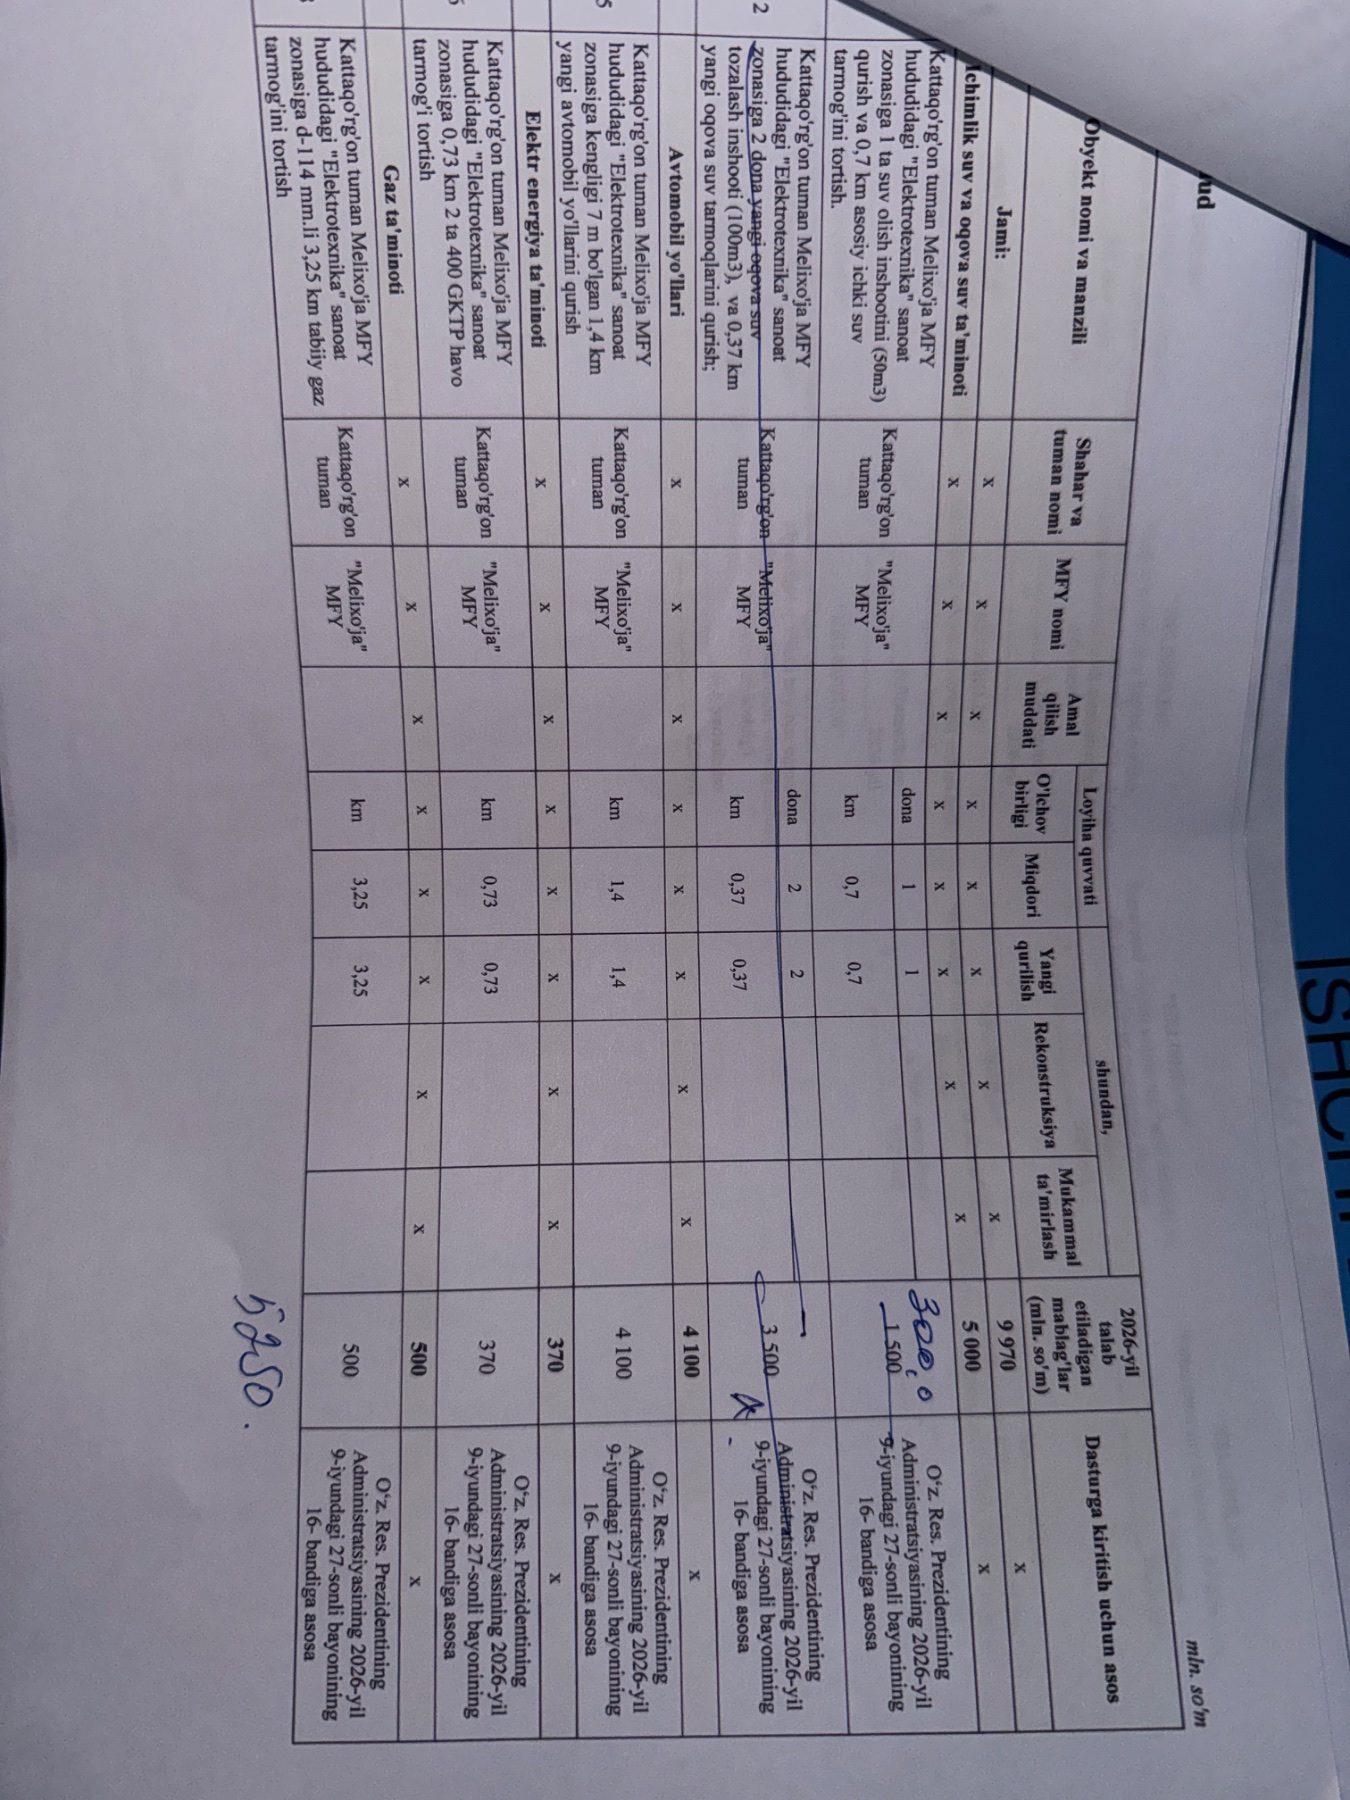 mln. so'm
Obyekt nomi va manzili
Shahar va
tuman nomi
MFY nomi
Amal
qilish
muddati
Loyiha quvvati
O'lchov
birligi
Miqdori
shundan,
Yangi
qurilish
Rekonstruksiya
Mukammal
ta'mirlash
2026-yil
talab
etiladigan
mablag'lar
(mln. so'm)
Dasturga kiritish uchun asos
Jami: x x x x x x x x 9 970 x
Ichimlik suv va oqova suv ta'minoti x x x x x x x x 5 000 x
Kattaqo'rg'on tuman Melixo'ja MFY
hududidagi "Elektrotexnika" sanoat
zonasiga 1 ta suv olish inshootini (50m3)
qurish va 0,7 km asosiy ichki suv
tarmog'ini tortish.
Kattaqo'rg'on
tuman
"Melixo'ja"
MFY
dona 1 1
km 0,7 0,7
300,0
1 500
O'z. Res. Prezidentining
Administratsiyasining 2026-yil
9-iyundagi 27-sonli bayonining
16- bandiga asosa
2
Kattaqo'rg'on tuman Melixo'ja MFY
hududidagi "Elektrotexnika" sanoat
zonasiga 2 dona yangi oqova suv
tozalash inshooti (100m3), va 0,37 km
yangi oqova suv tarmoqlarini qurish;
Kattaqo'rg'on
tuman
"Melixo'ja"
MFY
dona 2 2
km 0,37 0,37
3 500
O'z. Res. Prezidentining
Administratsiyasining 2026-yil
9-iyundagi 27-sonli bayonining
16- bandiga asosa
Avtomobil yo'llari x x x x x x x x 4 100 x
5
Kattaqo'rg'on tuman Melixo'ja MFY
hududidagi "Elektrotexnika" sanoat
zonasiga kengligi 7 m bo'lgan 1,4 km
yangi avtomobil yo'llarini qurish
Kattaqo'rg'on
tuman
"Melixo'ja"
MFY
km 1,4 1,4
4 100
O'z. Res. Prezidentining
Administratsiyasining 2026-yil
9-iyundagi 27-sonli bayonining
16- bandiga asosa
Elektr energiya ta'minoti x x x x x x x x 370 x
Kattaqo'rg'on tuman Melixo'ja MFY
hududidagi "Elektrotexnika" sanoat
zonasiga 0,73 km 2 ta 400 GKTP havo
tarmog'i tortish
Kattaqo'rg'on
tuman
"Melixo'ja"
MFY
km 0,73 0,73
370
O'z. Res. Prezidentining
Administratsiyasining 2026-yil
9-iyundagi 27-sonli bayonining
16- bandiga asosa
Gaz ta'minoti x x x x x x x x 500 x
Kattaqo'rg'on tuman Melixo'ja MFY
hududidagi "Elektrotexnika" sanoat
zonasiga d-114 mm.li 3,25 km tabiiy gaz
tarmog'ini tortish
Kattaqo'rg'on
tuman
"Melixo'ja"
MFY
km 3,25 3,25
500
O'z. Res. Prezidentining
Administratsiyasining 2026-yil
9-iyundagi 27-sonli bayonining
16- bandiga asosa
5250.